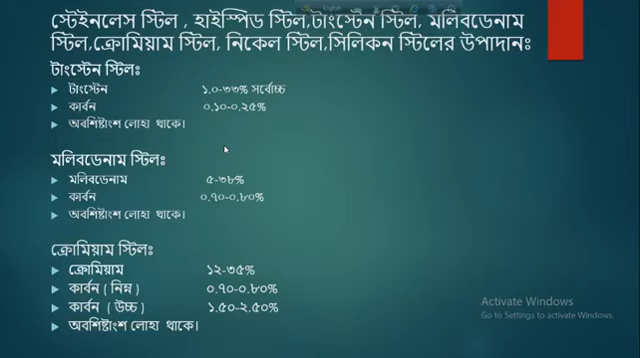 স্টেইনলেস স্টিল , হাইস্পিড স্টিল,টাংস্টেন স্টিল, মলিবডেনাম
স্টিল,ক্রোমিয়াম স্টিল, নিকেল স্টিল,সিলিকন স্টিলের উপাদানঃ
টাংস্টেন স্টিলঃ
টাংস্টেন ১.০-৩৩% সর্বোচ্চ
কার্বন ০.১০-০.২৫%
অবশিষ্টাংশ লোহা থাকে।
মলিবডেনাম স্টিলঃ
মলিবডেনাম ৫-৩৮%
কার্বন ০.৭০-০.৮০%
অবশিষ্টাংশ লোহা থাকে।
ক্রোমিয়াম স্টিলঃ
ক্রোমিয়াম ১২-৩৫%
কার্বন ( নিম্ন ) ০.৭০-০.৮০%
কার্বন ( উচ্চ ) ১.৫০-২.৫০%
অবশিষ্টাংশ লোহা থাকে।
Activate Windows
Go to Settings to activate Windows.